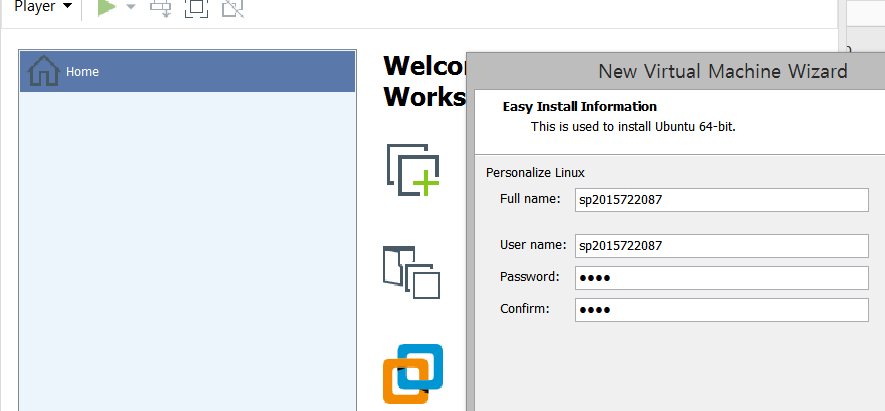 Player
Home
Welco
Works
New Virtual Machine Wizard
Easy Install Information
This is used to install Ubuntu 64-bit.
Personalize Linux
Full name: sp2015722087
User name: sp2015722087
Password: ●●●●
Confirm: ●●●●